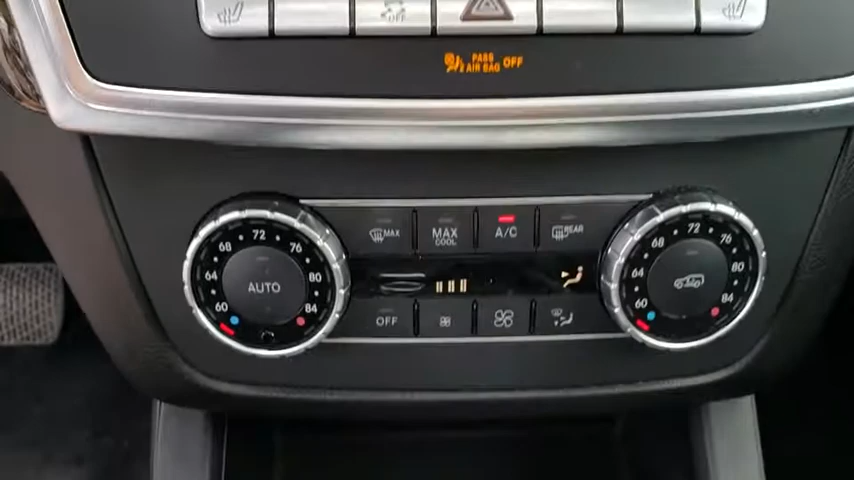 OFF
PASS
AIR BAG OFF
60 64 68 72 76 80 84
AUTO
MAX
MAX
COOL
A/C
REAR
OFF
60 64 68 72 76 80 84